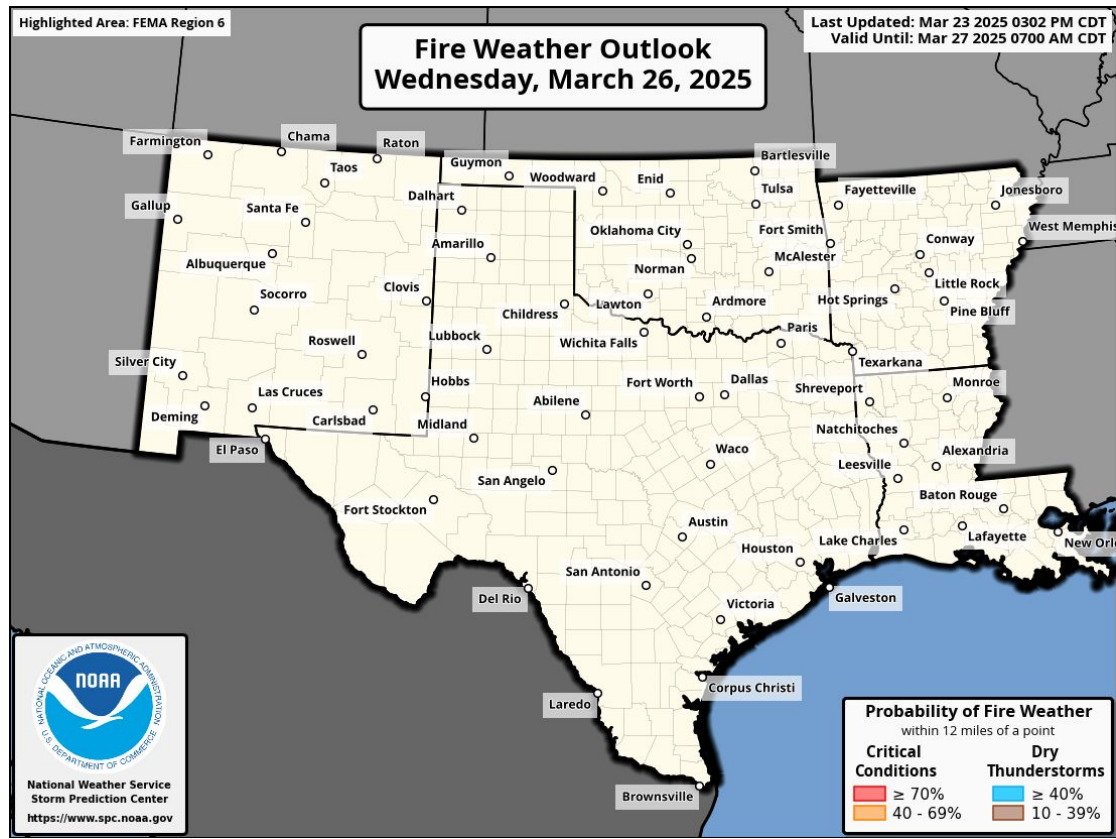 Highlighted Area: FEMA Region 6
Last Updated: Mar 23 2025 0302 PM CDT
Valid Until: Mar 27 2025 0700 AM CDT
Fire Weather Outlook
Wednesday, March 26, 2025
Farmington
Chama
Raton
Taos
Guymon
Woodward
Enid
Bartlesville
Tulsa
Fayetteville
Jonesboro
Gallup
Santa Fe
Dalhart
Oklahoma City
Fort Smith
West Memphis
Albuquerque
Amarillo
Norman
McAlester
Conway
Socorro
Clovis
Childress
Lawton
Ardmore
Hot Springs
Little Rock
Pine Bluff
Roswell
Lubbock
Wichita Falls
Paris
Texarkana
Silver City
Las Cruces
Hobbs
Fort Worth
Dallas
Shreveport
Monroe
Deming
Carlsbad
Midland
Abilene
Natchitoches
El Paso
San Angelo
Waco
Leesville
Alexandria
Fort Stockton
Baton Rouge
Austin
Houston
Lake Charles
Lafayette
New Orl
San Antonio
Del Rio
Galveston
Victoria
Laredo
Corpus Christi
Brownsville
NATIONAL OCEANIC AND ATMOSPHERIC ADMINISTRATION
NOAA
U.S. DEPARTMENT OF COMMERCE
National Weather Service
Storm Prediction Center
https://www.spc.noaa.gov
Probability of Fire Weather
within 12 miles of a point
Critical Conditions
≥ 70%
40 - 69%
Dry Thunderstorms
≥ 40%
10 - 39%